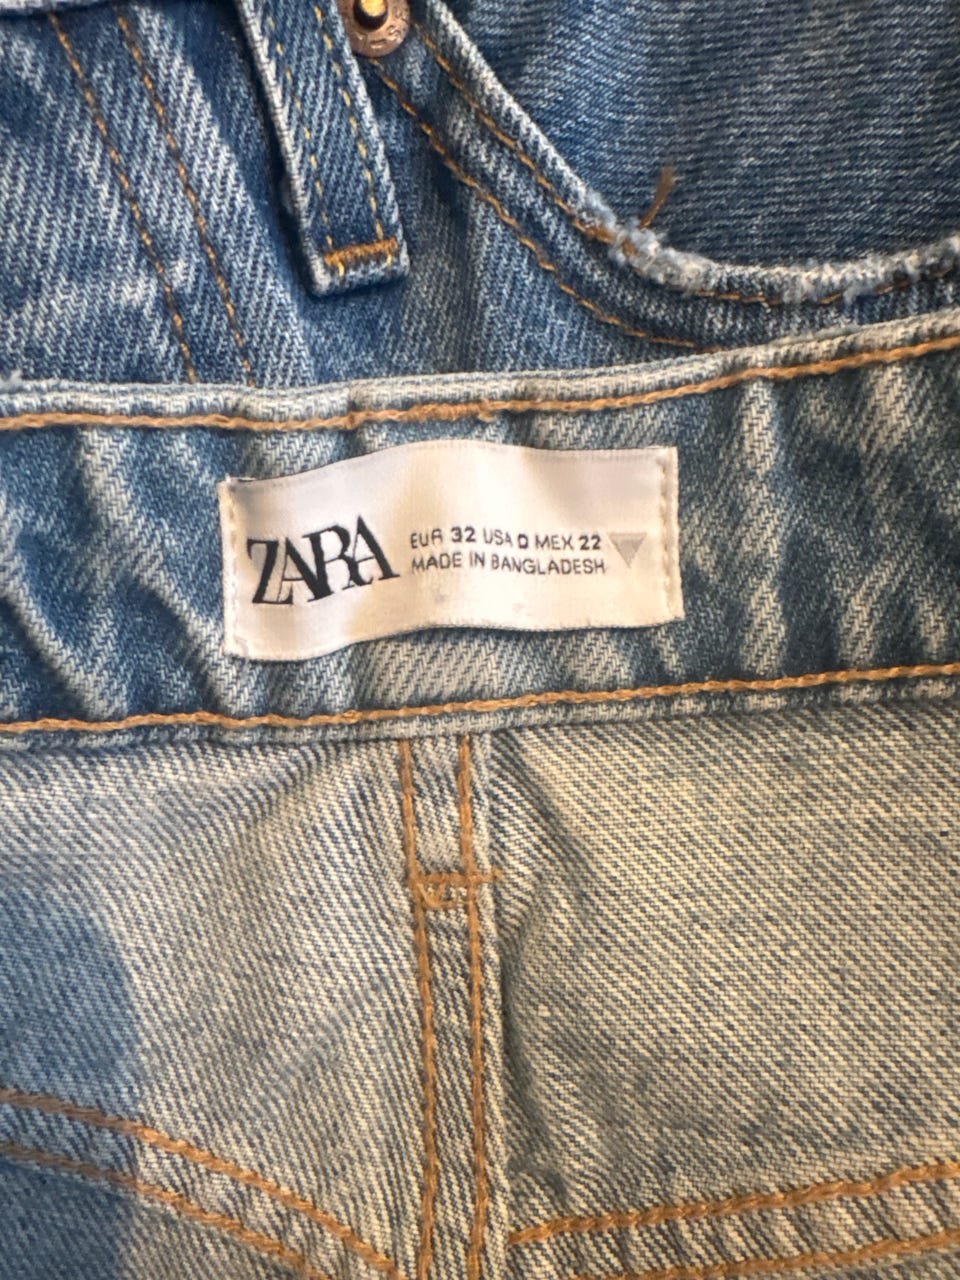 ZARA
EUR 32 USA 0 MEX 22
MADE IN BANGLADESH